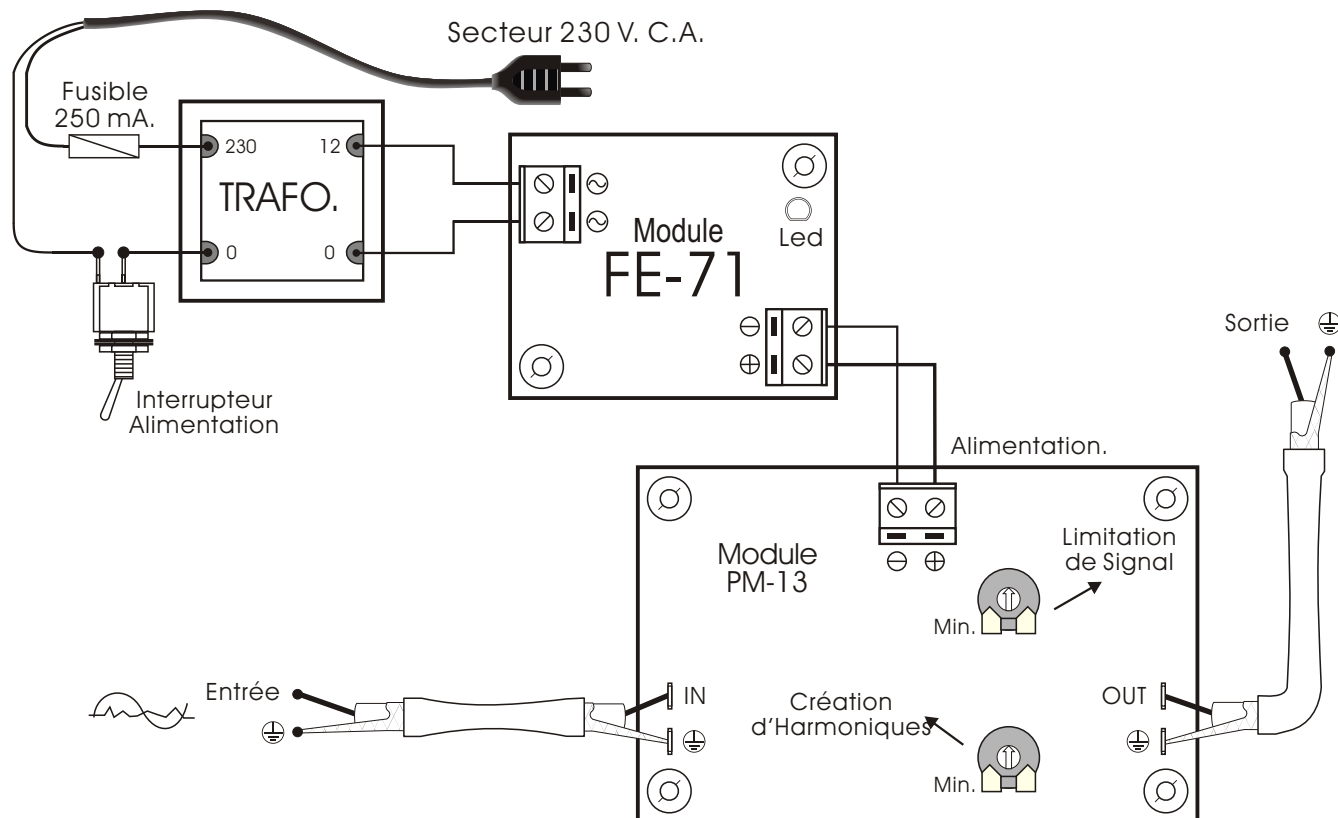 Secteur 230 V. C.A.
Fusible
250 mA.
230
12
TRAFO.
0
0
Interrupteur
Alimentation
Module
FE-71
Led
Sortie
Alimentation.
Module
PM-13
Limitation
de Signal
Min.
Entrée
IN
Création
d'Harmoniques
Min.
OUT